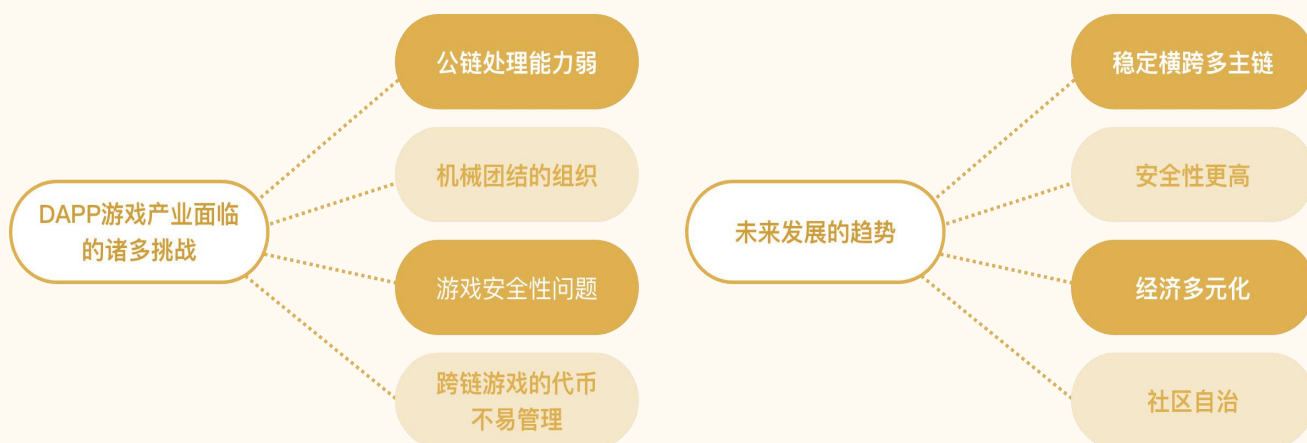 DAPP游戏产业面临
的诸多挑战
公链处理能力弱
机械团结的组织
游戏安全性问题
跨链游戏的代币
不易管理
未来发展的趋势
稳定横跨多主链
安全性更高
经济多元化
社区自治